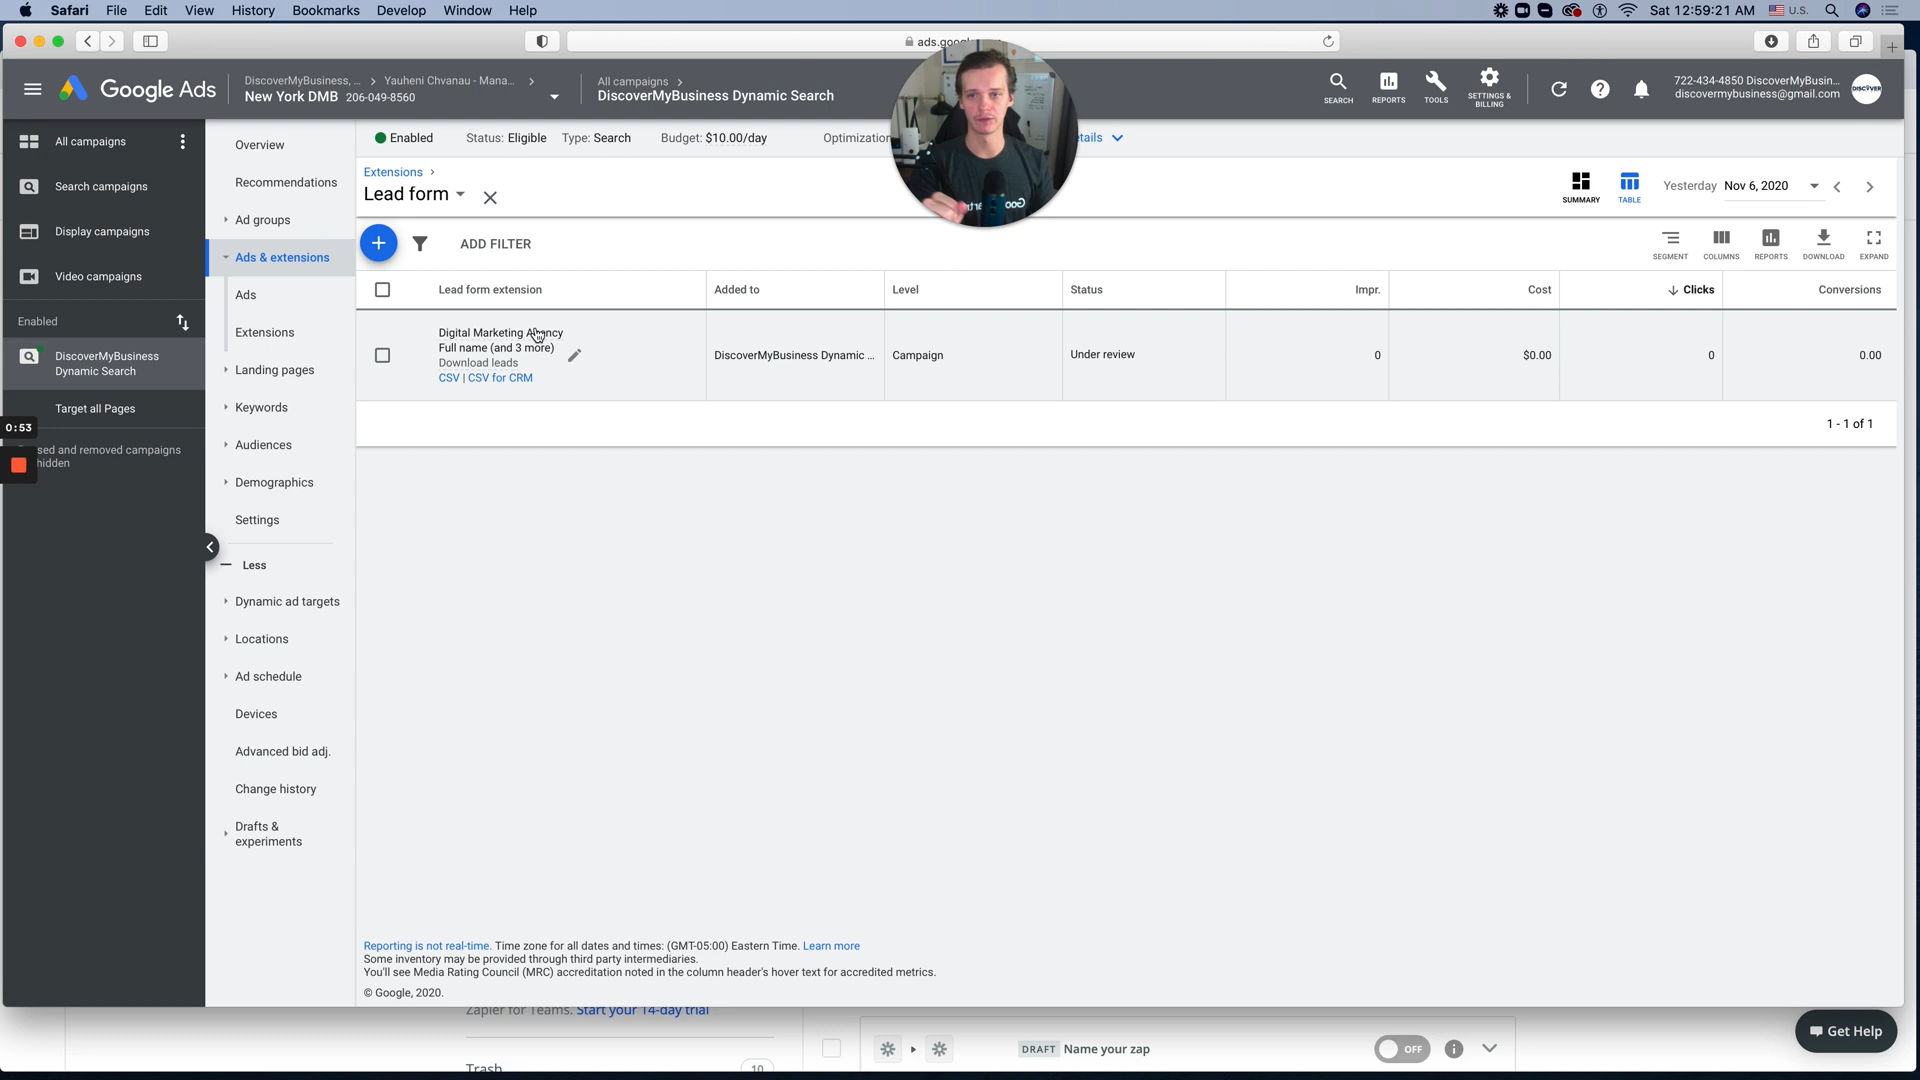 Safari File Edit View History Bookmarks Develop Window Help
Sat 12:59:21 AM U.S.
Google Ads
DiscoverMyBusiness, ... Yauheni Chvanau - Mana...
New York DMB 206-049-8560
All campaigns
DiscoverMyBusiness Dynamic Search
SEARCH
REPORTS
TOOLS
SETTINGS &
BILLING
722-434-4850 DiscoverMyBusin...
discovermybusiness@gmail.com
DISCOVER
All campaigns
Search campaigns
Display campaigns
Video campaigns
Enabled
DiscoverMyBusiness
Dynamic Search
Target all Pages
0:53
sed and removed campaigns
hidden
Overview
Recommendations
Ad groups
Ads & extensions
Ads
Extensions
Landing pages
Keywords
Audiences
Demographics
Settings
Less
Dynamic ad targets
Locations
Ad schedule
Devices
Advanced bid adj.
Change history
Drafts &
experiments
Enabled Status: Eligible Type: Search Budget: $10.00/day Optimization tails
Extensions
Lead form
SUMMARY
TABLE
Yesterday Nov 6, 2020
ADD FILTER
SEGMENT
COLUMNS
REPORTS
DOWNLOAD
EXPAND
Lead form extension Added to Level Status Impr. Cost Clicks Conversions
Digital Marketing Agency
Full name (and 3 more)
Download leads
CSV | CSV for CRM
DiscoverMyBusiness Dynamic ... Campaign Under review 0 $0.00 0 0.00
1 - 1 of 1
Reporting is not real-time. Time zone for all dates and times: (GMT-05:00) Eastern Time. Learn more
Some inventory may be provided through third party intermediaries.
You'll see Media Rating Council (MRC) accreditation noted in the column header's hover text for accredited metrics.
© Google, 2020.
Zapier for Teams. Start your 14-day trial
Trash 10
DRAFT Name your zap OFF
Get Help